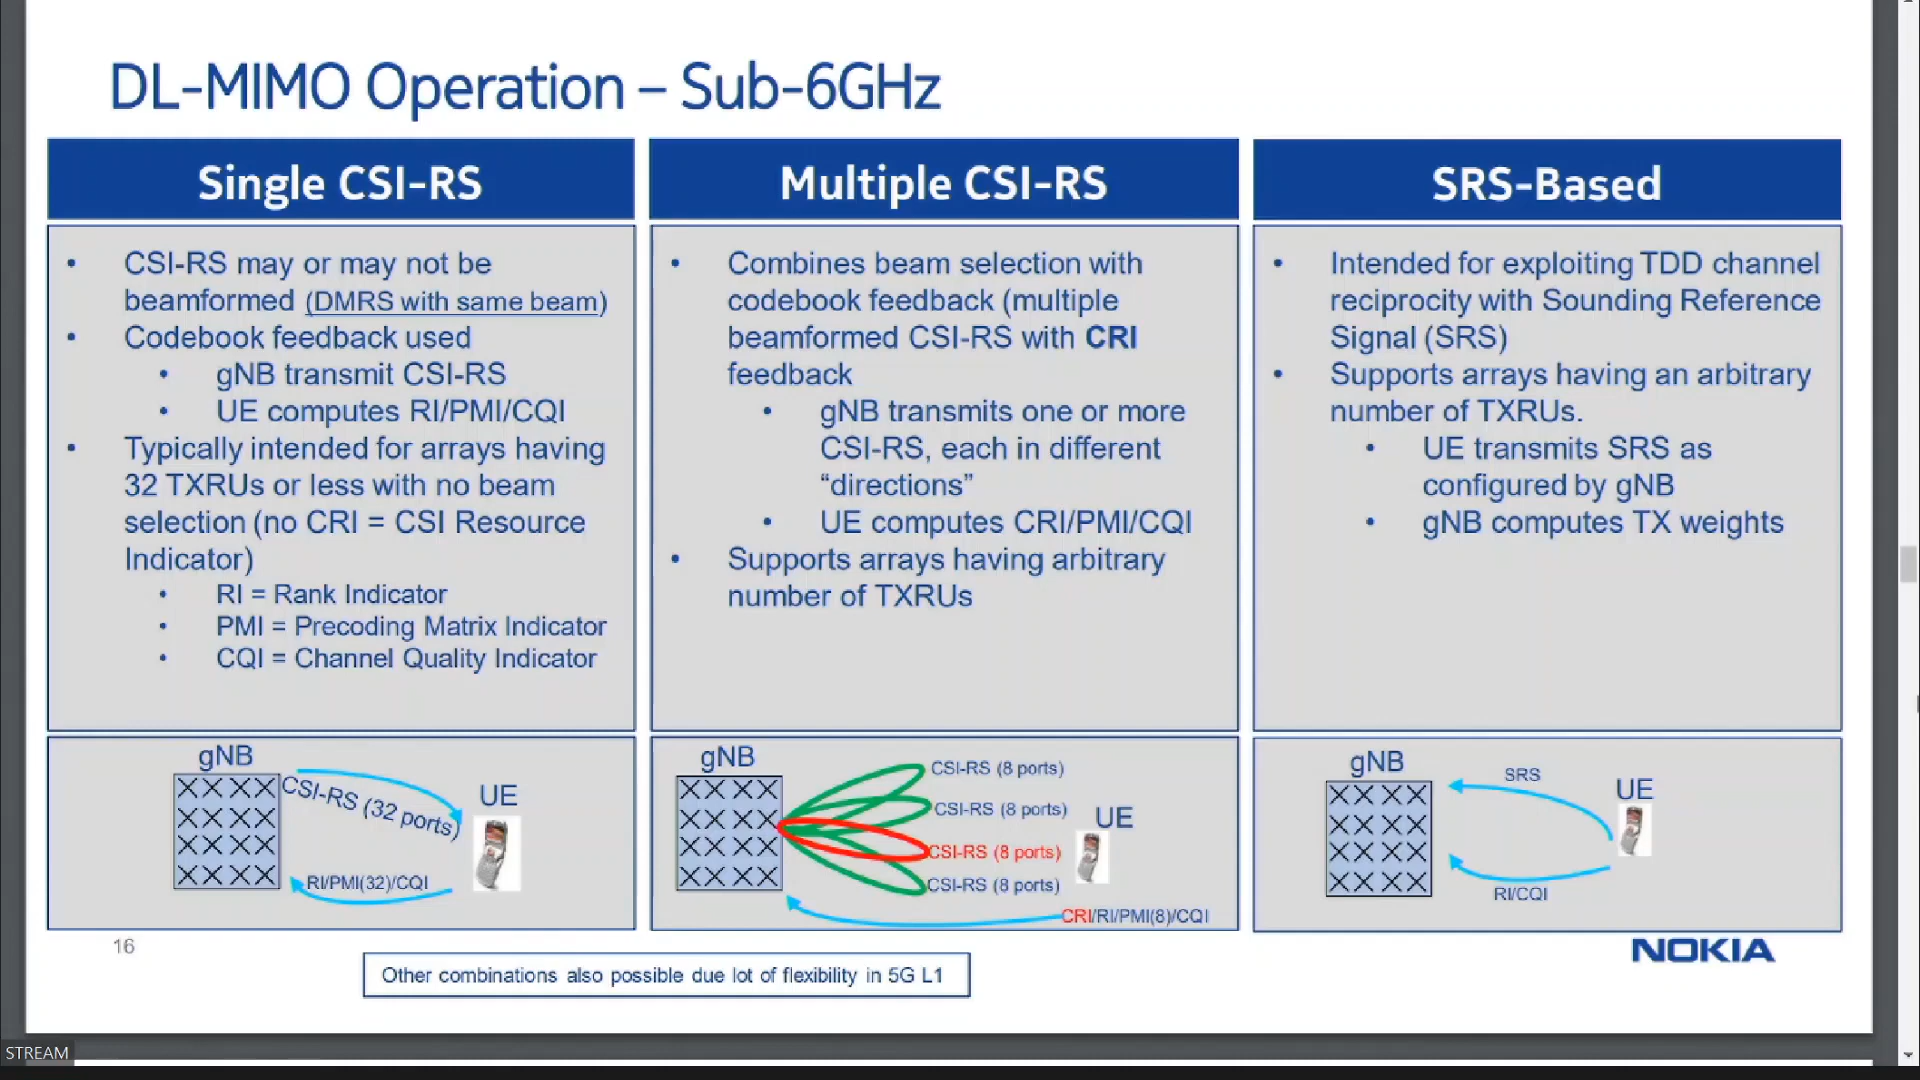 DL-MIMO Operation – Sub-6GHz
Single CSI-RS
• CSI-RS may or may not be
beamformed (DMRS with same beam)
• Codebook feedback used
• gNB transmit CSI-RS
• UE computes RI/PMI/CQI
• Typically intended for arrays having
32 TXRUs or less with no beam
selection (no CRI = CSI Resource
Indicator)
• RI = Rank Indicator
• PMI = Precoding Matrix Indicator
• CQI = Channel Quality Indicator
gNB
CSI-RS (32 ports)
UE
RI/PMI(32)/CQI
Multiple CSI-RS
• Combines beam selection with
codebook feedback (multiple
beamformed CSI-RS with CRI
feedback
• gNB transmits one or more
CSI-RS, each in different
“directions”
• UE computes CRI/PMI/CQI
• Supports arrays having arbitrary
number of TXRUs
gNB
CSI-RS (8 ports)
CSI-RS (8 ports)
UE
CSI-RS (8 ports)
CSI-RS (8 ports)
CRI/RI/PMI(8)/CQI
SRS-Based
• Intended for exploiting TDD channel
reciprocity with Sounding Reference
Signal (SRS)
• Supports arrays having an arbitrary
number of TXRUs.
• UE transmits SRS as
configured by gNB
• gNB computes TX weights
gNB
SRS
UE
RI/CQI
16
NOKIA
Other combinations also possible due lot of flexibility in 5G L1
STREAM